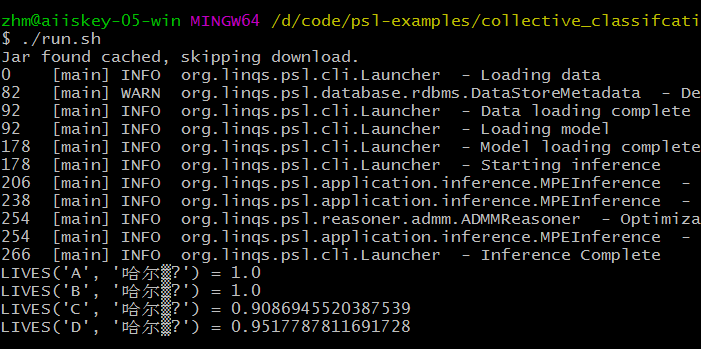 zhm@aiiskey-05-win MINGW64 /d/code/psl-examples/collective_classifcati
$ ./run.sh
Jar found cached, skipping download.
0    [main] INFO  org.linqs.psl.cli.Launcher  - Loading data
82   [main] WARN  org.linqs.psl.database.rdbms.DataStoreMetadata  - De
92   [main] INFO  org.linqs.psl.cli.Launcher  - Data loading complete
92   [main] INFO  org.linqs.psl.cli.Launcher  - Loading model
178  [main] INFO  org.linqs.psl.cli.Launcher  - Model loading complete
178  [main] INFO  org.linqs.psl.cli.Launcher  - Starting inference
206  [main] INFO  org.linqs.psl.application.inference.MPEInference  -
238  [main] INFO  org.linqs.psl.application.inference.MPEInference  -
254  [main] INFO  org.linqs.psl.reasoner.admm.ADMMReasoner  - Optimiza
254  [main] INFO  org.linqs.psl.application.inference.MPEInference  -
266  [main] INFO  org.linqs.psl.cli.Launcher  - Inference Complete
LIVES('A', '哈尔▒?') = 1.0
LIVES('B', '哈尔▒?') = 1.0
LIVES('C', '哈尔▒?') = 0.9086945520387539
LIVES('D', '哈尔▒?') = 0.9517787811691728